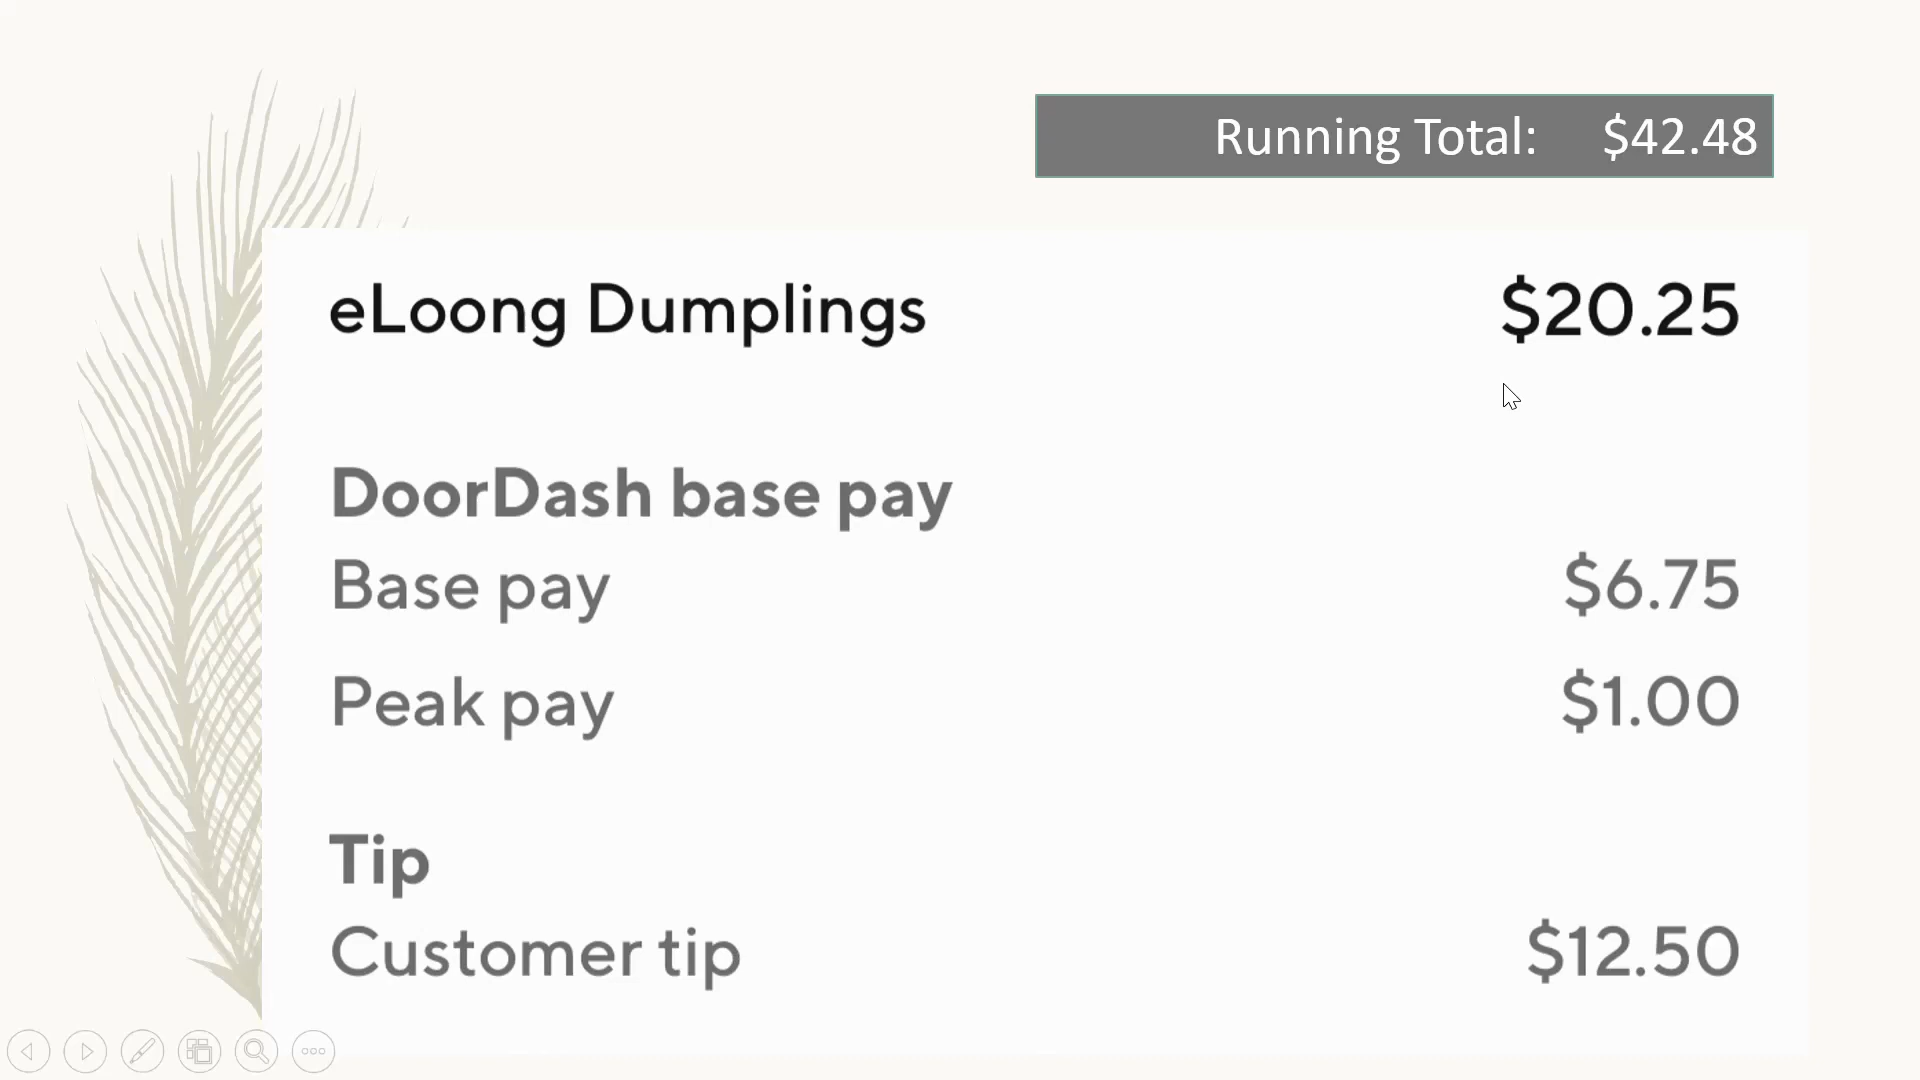 Running Total: $42.48
eLoong Dumplings $20.25
DoorDash base pay
Base pay $6.75
Peak pay $1.00
Tip
Customer tip $12.50